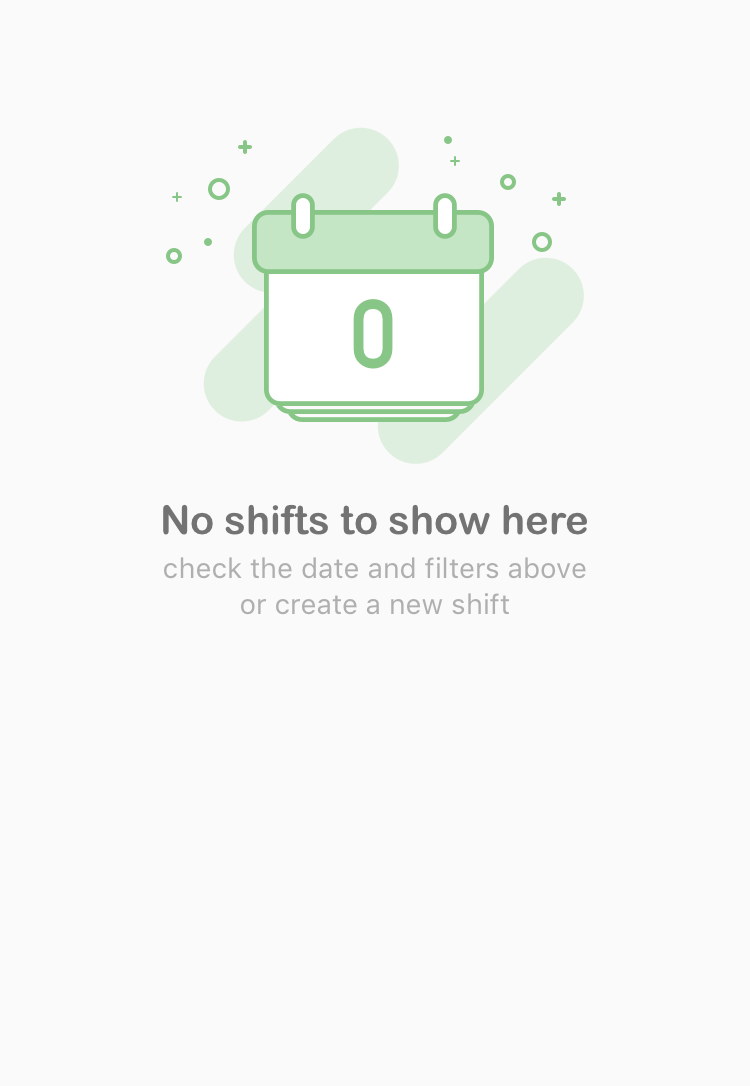 0
No shifts to show here
check the date and filters above
or create a new shift